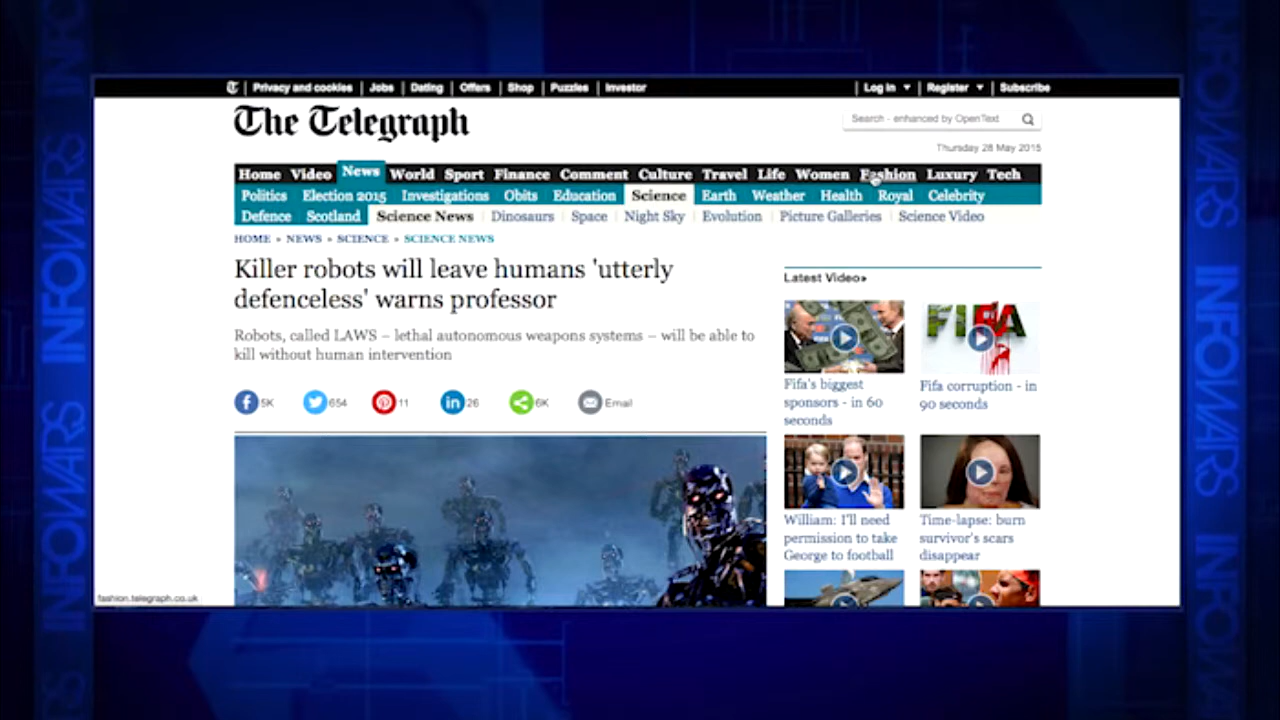 Privacy and cookies Jobs Dating Offers Shop Puzzles Investor Log in Register Subscribe
The Telegraph
Search - enhanced by OpenText
Thursday 28 May 2015
Home Video News World Sport Finance Comment Culture Travel Life Women Fashion Luxury Tech
Politics Election 2015 Investigations Obits Education Science Earth Weather Health Royal Celebrity
Defence Scotland Science News Dinosaurs Space Night Sky Evolution Picture Galleries Science Video
HOME » NEWS » SCIENCE » SCIENCE NEWS
Killer robots will leave humans 'utterly
defenceless' warns professor
Robots, called LAWS – lethal autonomous weapons systems – will be able to
kill without human intervention
5K 654 11 in 26 6K Email
Latest Video»
FIFA
Fifa's biggest
sponsors - in 60
seconds
Fifa corruption - in
90 seconds
William: I'll need
permission to take
George to football
Time-lapse: burn
survivor's scars
disappear
fashion.telegraph.co.uk
INFOWARS
INFOWARS
INFOWARS
INFOWARS